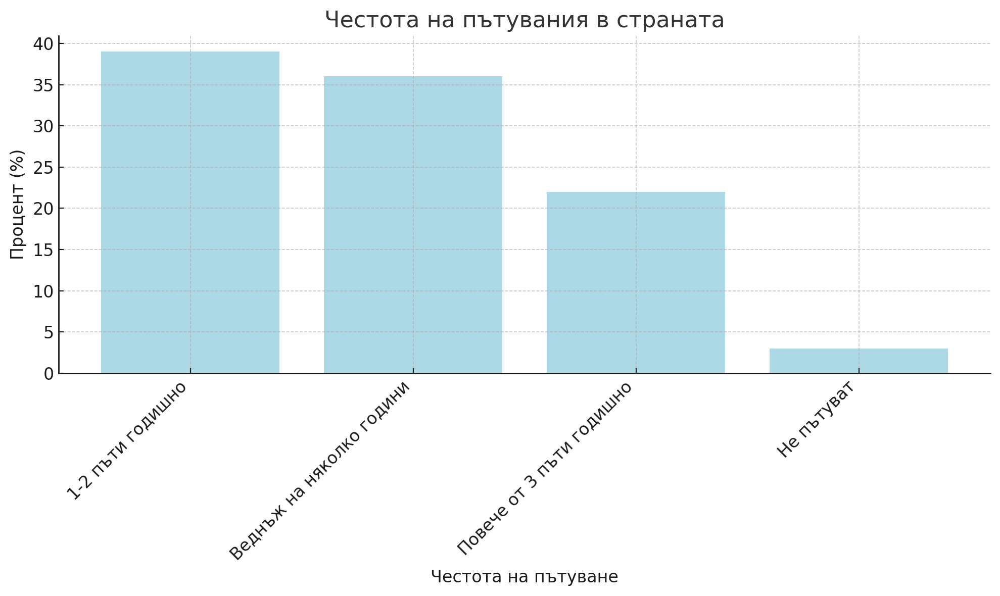 Честота на пътувания в страната
Процент (%)
40
35
30
25
20
15
10
5
0
1-2 пъти годишно
Веднъж на няколко години
Повече от 3 пъти годишно
Не пътуват
Честота на пътуване